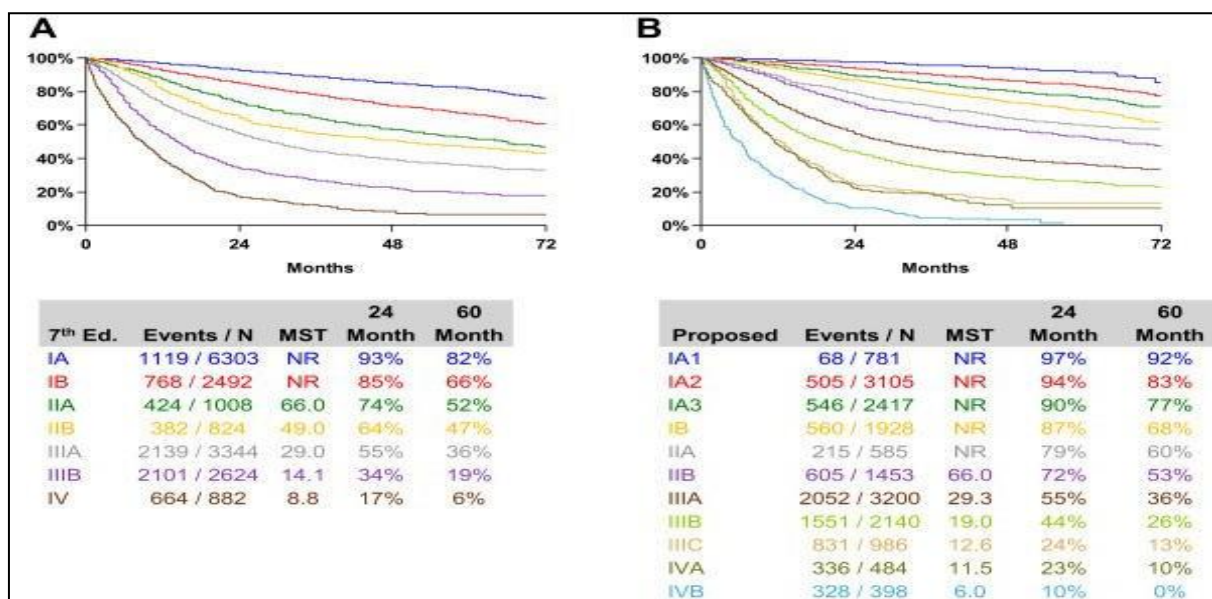 A
100%
80%
60%
40%
20%
0%
0 24 48 72
Months
24 60
7th Ed. Events / N MST Month Month
IA 1119 / 6303 NR 93% 82%
IB 768 / 2492 NR 85% 66%
IIA 424 / 1008 66.0 74% 52%
IIB 382 / 824 49.0 64% 47%
IIIA 2139 / 3344 29.0 55% 36%
IIIB 2101 / 2624 14.1 34% 19%
IV 664 / 882 8.8 17% 6%
B
100%
80%
60%
40%
20%
0%
0 24 48 72
Months
24 60
Proposed Events / N MST Month Month
IA1 68 / 781 NR 97% 92%
IA2 505 / 3105 NR 94% 83%
IA3 546 / 2417 NR 90% 77%
IB 560 / 1928 NR 87% 68%
IIA 215 / 585 NR 79% 60%
IIB 605 / 1453 66.0 72% 53%
IIIA 2052 / 3200 29.3 55% 36%
IIIB 1551 / 2140 19.0 44% 26%
IIIC 831 / 986 12.6 24% 13%
IVA 336 / 484 11.5 23% 10%
IVB 328 / 398 6.0 10% 0%